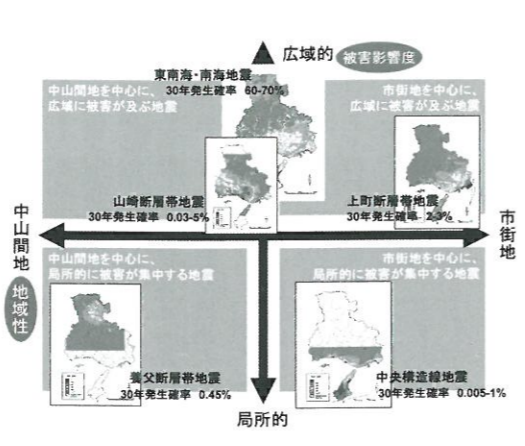 広域的
被害影響度
東南海・南海地震
30年発生確率 60-70%
中山間地を中心に、
広域に被害が及ぶ地震
市街地を中心に、
広域に被害が及ぶ地震
山崎断層帯地震
30年発生確率 0.03-5%
上町断層帯地震
30年発生確率 2-3%
中山間地
地域性
市街地
中山間地を中心に、
局所的に被害が集中する地震
市街地を中心に、
局所的に被害が集中する地震
養父断層帯地震
30年発生確率 0.45%
中央構造線地震
30年発生確率 0.005-1%
局所的